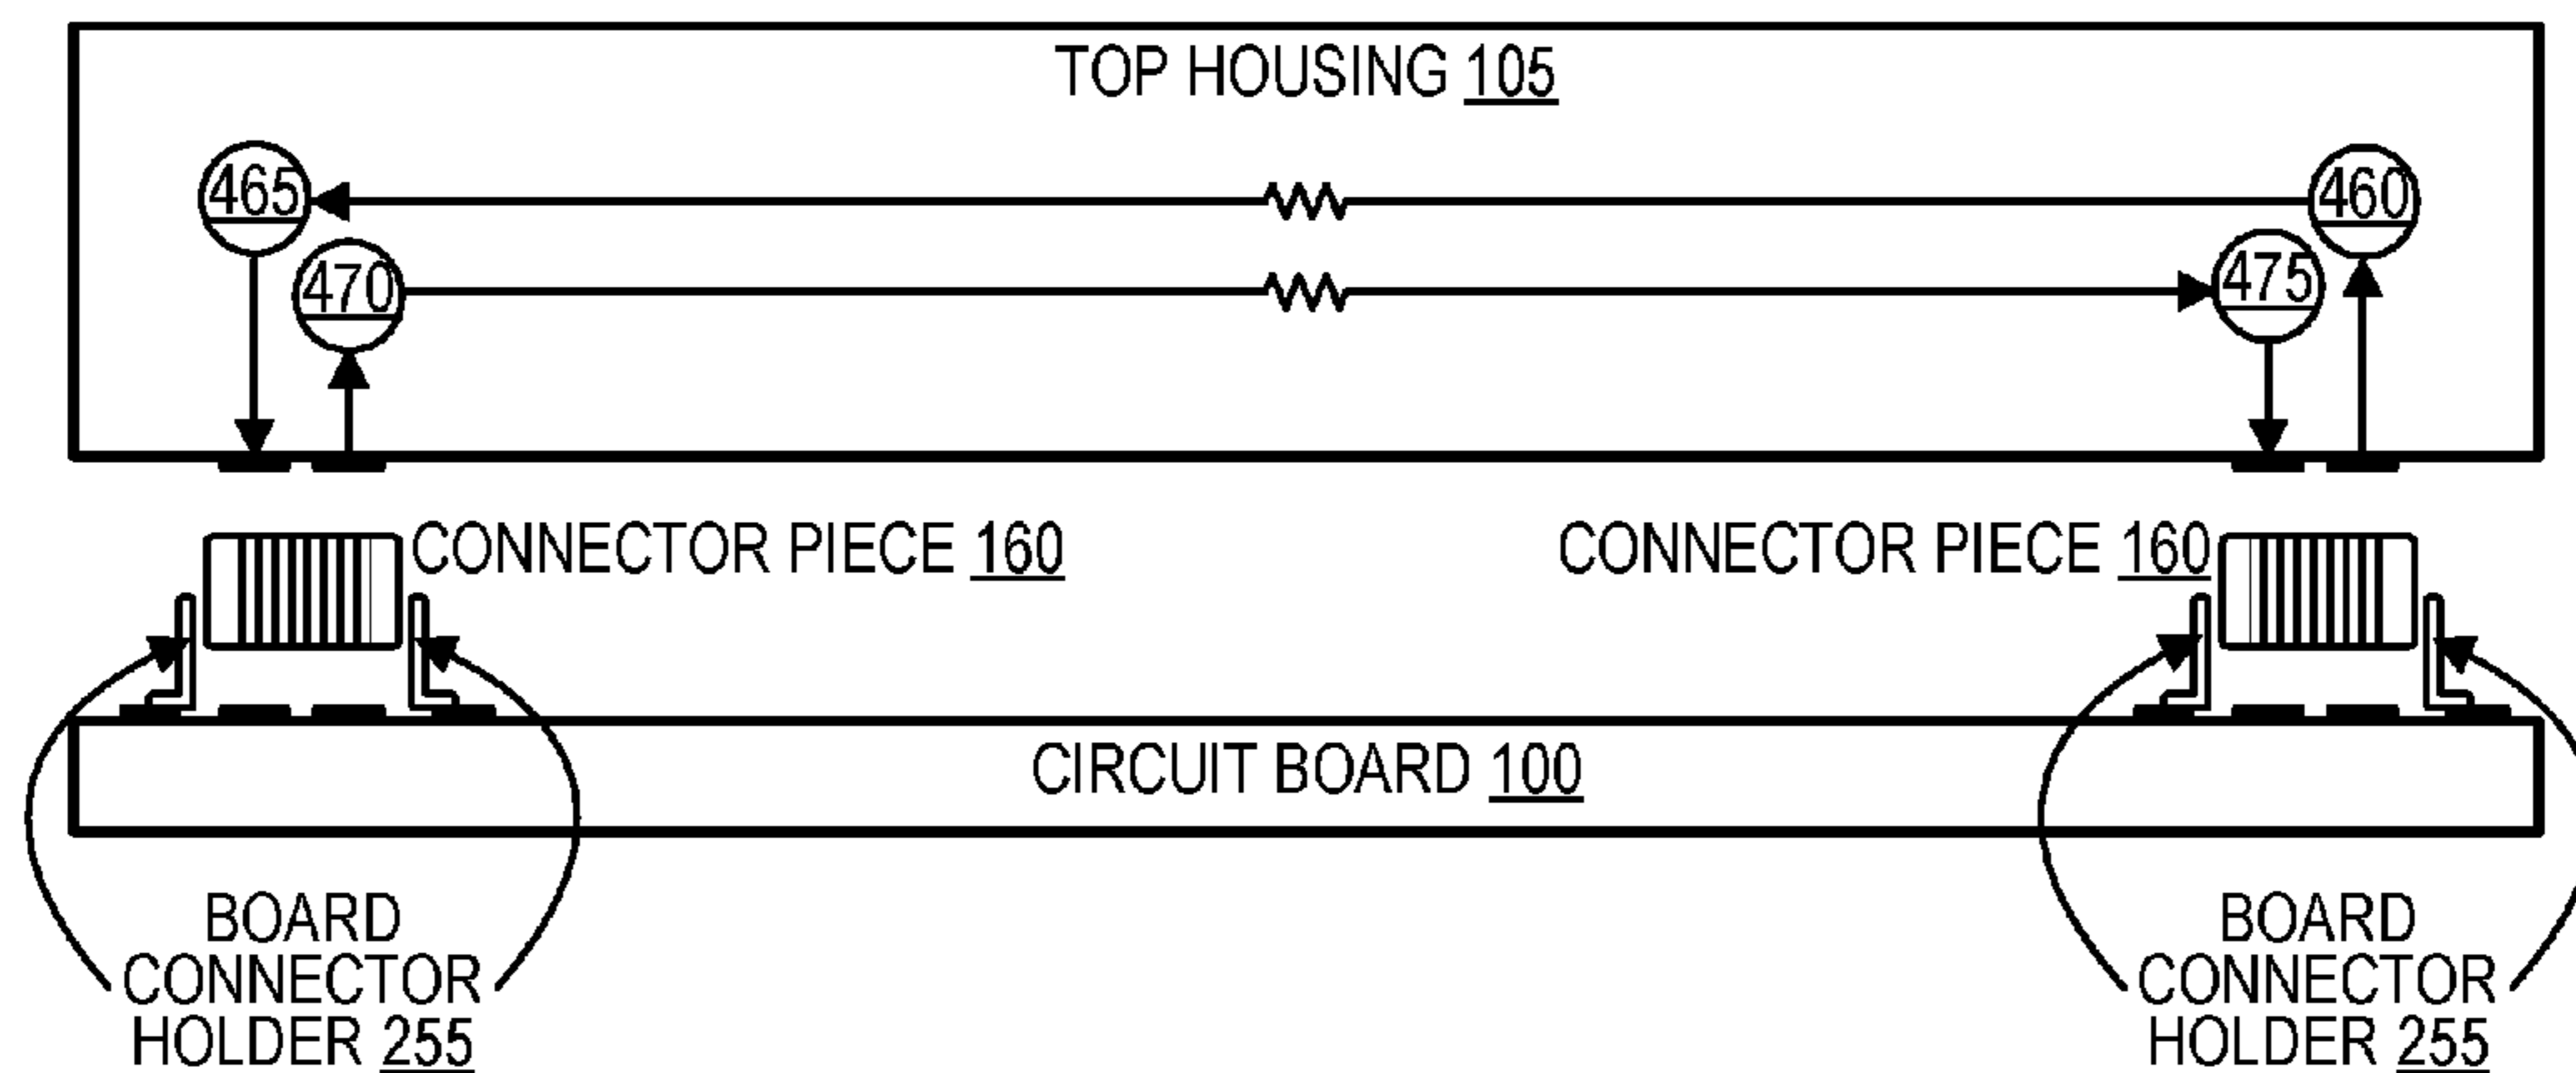 TOP HOUSING 105
465
460
470
475
CONNECTOR PIECE 160
CONNECTOR PIECE 160
CIRCUIT BOARD 100
BOARD
CONNECTOR
HOLDER 255
BOARD
CONNECTOR
HOLDER 255